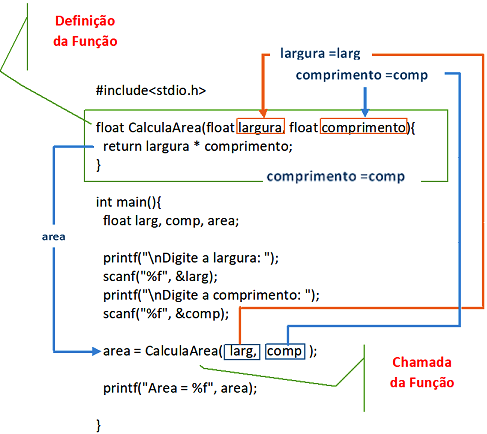 Definição
da Função
largura =larg
comprimento =comp
#include<stdio.h>
float CalculaArea(float largura, float comprimento){
return largura * comprimento;
}
comprimento =comp
int main(){
float larg, comp, area;
area
printf("\nDigite a largura: ");
scanf("%f", &larg);
printf("\nDigite a comprimento: ");
scanf("%f", &comp);
area = CalculaArea( larg, comp );
Chamada
da Função
printf("Area = %f", area);
}